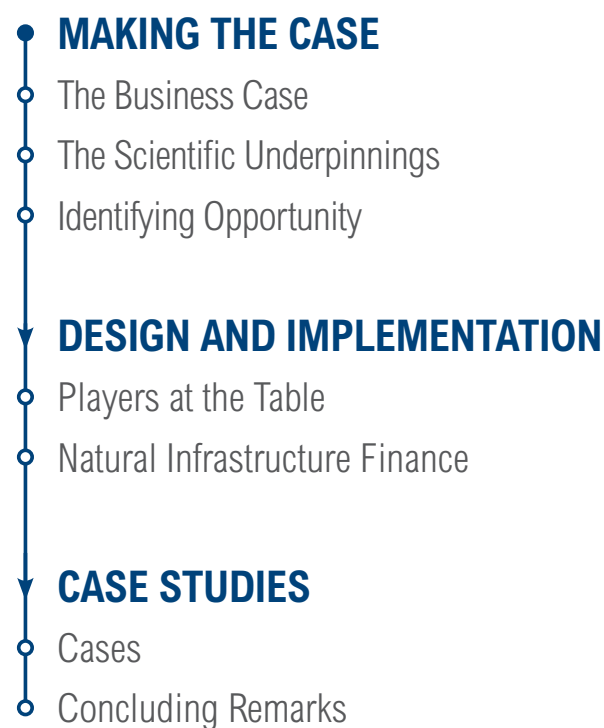 MAKING THE CASE
The Business Case
The Scientific Underpinnings
Identifying Opportunity
DESIGN AND IMPLEMENTATION
Players at the Table
Natural Infrastructure Finance
CASE STUDIES
Cases
Concluding Remarks